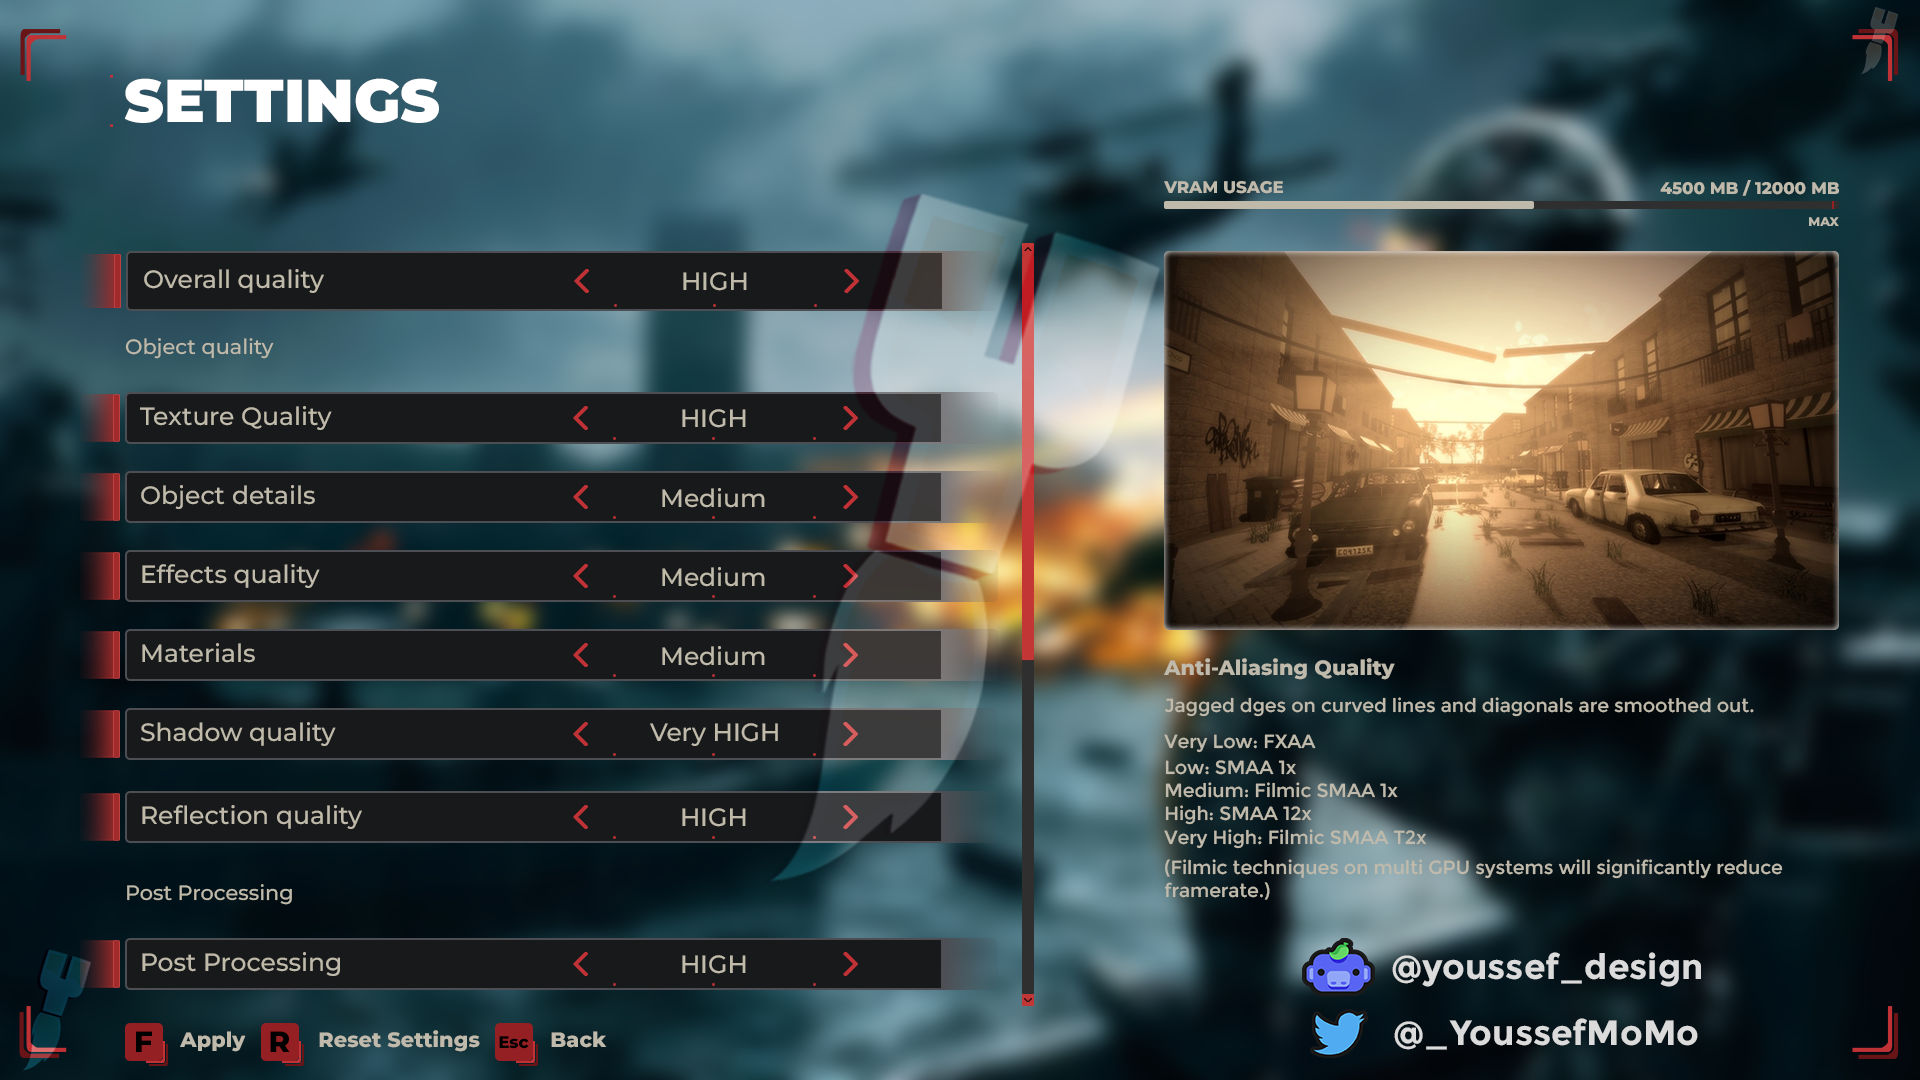 SETTINGS
VRAM USAGE
4500 MB / 12000 MB
MAX
Overall quality
HIGH
Object quality
Texture Quality
HIGH
Object details
Medium
Effects quality
Medium
Materials
Medium
Shadow quality
Very HIGH
Reflection quality
HIGH
Post Processing
Post Processing
HIGH
Anti-Aliasing Quality
Jagged dges on curved lines and diagonals are smoothed out.
Very Low: FXAA
Low: SMAA 1x
Medium: Filmic SMAA 1x
High: SMAA 12x
Very High: Filmic SMAA T2x
(Filmic techniques on multi GPU systems will significantly reduce
framerate.)
@youssef_design
@_YoussefMoMo
F Apply R Reset Settings Esc Back